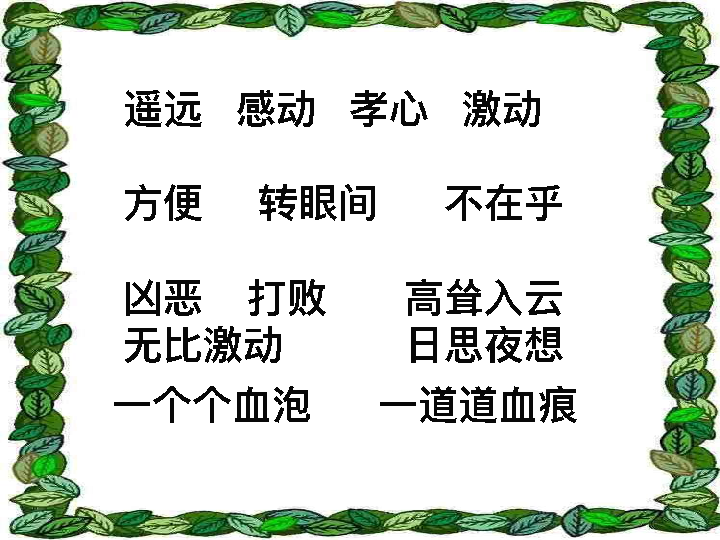 遥远 感动 孝心 激动
方便 转眼间 不在乎
凶恶 打败 高耸入云
无比激动 日思夜想
一个个血泡 一道道血痕